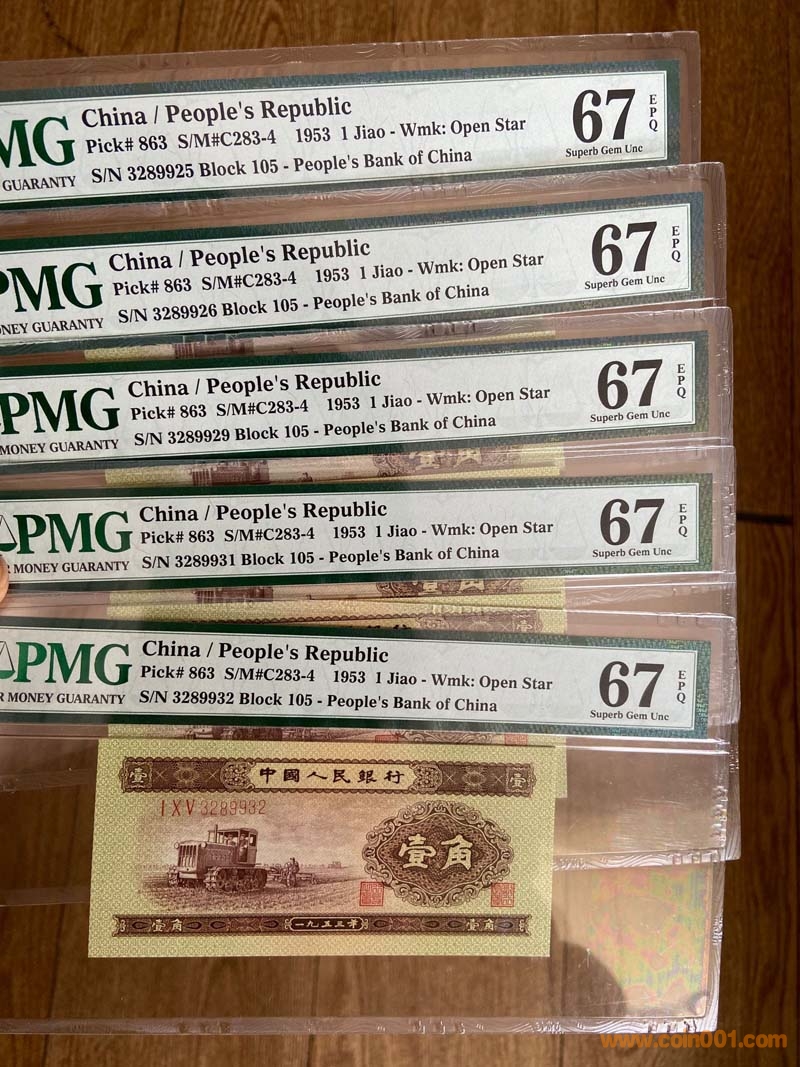 MG
GUARANTY
China / People's Republic
Pick# 863 S/M#C283-4 1953 1 Jiao - Wmk: Open Star
S/N 3289925 Block 105 - People's Bank of China
67
EPQ
Superb Gem Unc
PMG
ONEY GUARANTY
China / People's Republic
Pick# 863 S/M#C283-4 1953 1 Jiao - Wmk: Open Star
S/N 3289926 Block 105 - People's Bank of China
67
EPQ
Superb Gem Unc
PMG
MONEY GUARANTY
China / People's Republic
Pick# 863 S/M#C283-4 1953 1 Jiao - Wmk: Open Star
S/N 3289929 Block 105 - People's Bank of China
67
EPQ
Superb Gem Unc
壹角
PMG
R MONEY GUARANTY
China / People's Republic
Pick# 863 S/M#C283-4 1953 1 Jiao - Wmk: Open Star
S/N 3289931 Block 105 - People's Bank of China
67
EPQ
Superb Gem Unc
壹角
PMG
R MONEY GUARANTY
China / People's Republic
Pick# 863 S/M#C283-4 1953 1 Jiao - Wmk: Open Star
S/N 3289932 Block 105 - People's Bank of China
67
EPQ
Superb Gem Unc
壹 中國人民銀行 壹
I X V 3289932
壹角
壹角 一九五三年 壹角
www.coin001.com